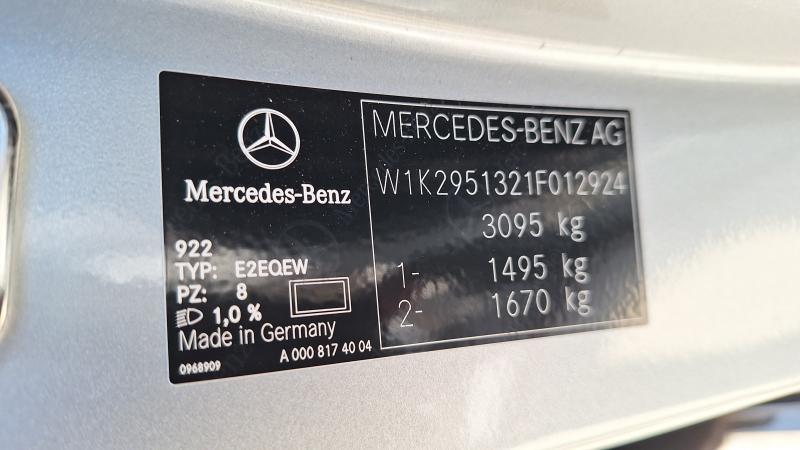 Mercedes-Benz
922
TYP: E2EQEW
PZ: 8
1,0 %
Made in Germany
A 000 817 40 04
0968909
MERCEDES-BENZ AG
W1K2951321F012924
3095 kg
1- 1495 kg
2- 1670 kg